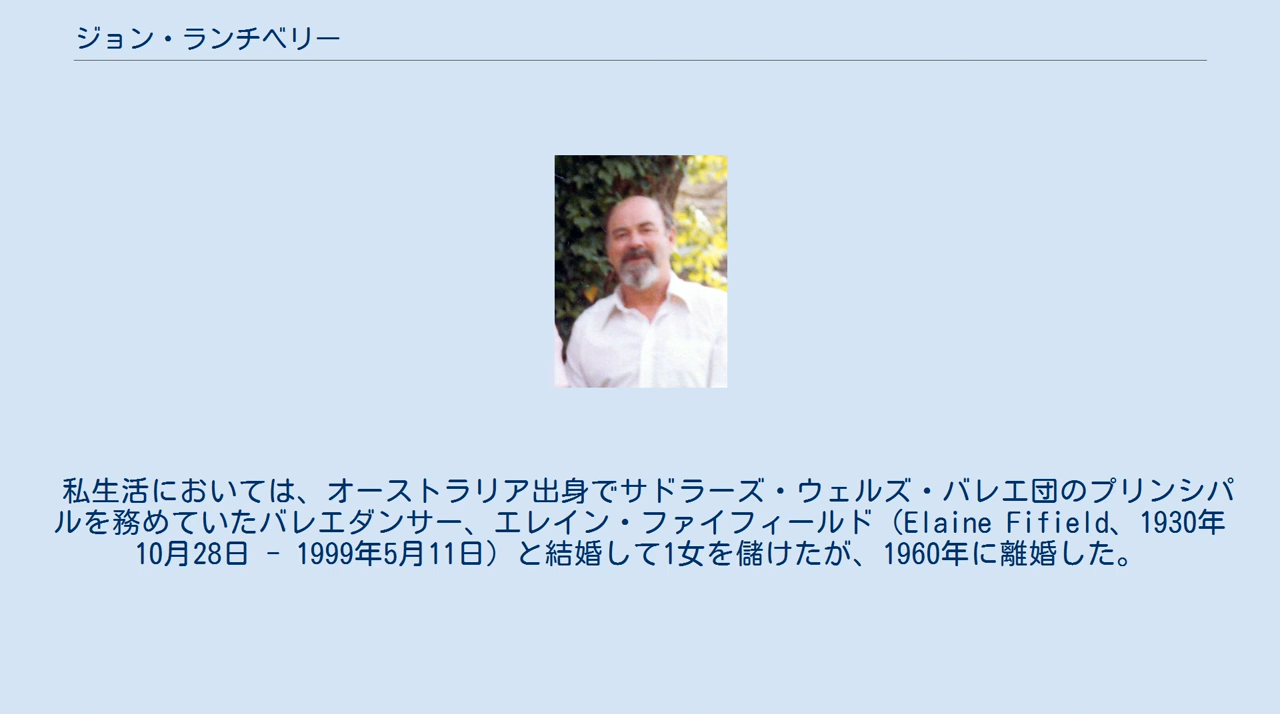 ジョン・ランチベリー
私生活においては、オーストラリア出身でサドラーズ・ウェルズ・バレエ団のプリンシパ
ルを務めていたバレエダンサー、エレイン・ファイフィールド（Elaine Fifield、1930年
10月28日 - 1999年5月11日）と結婚して1女を儲けたが、1960年に離婚した。